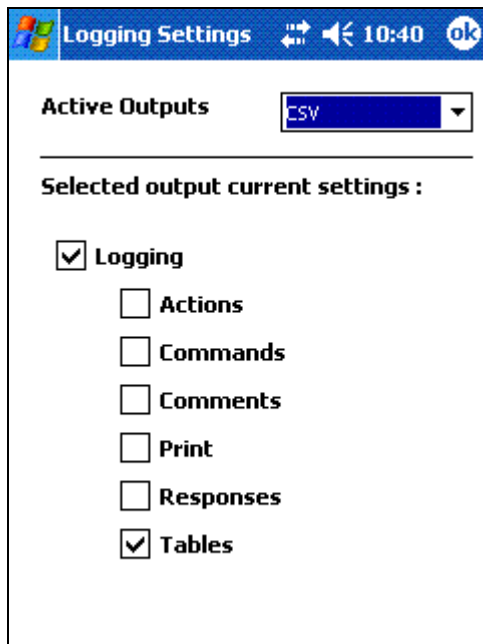 Logging Settings 10:40 ok
Active Outputs CSV
Selected output current settings :
Logging
Actions
Commands
Comments
Print
Responses
Tables